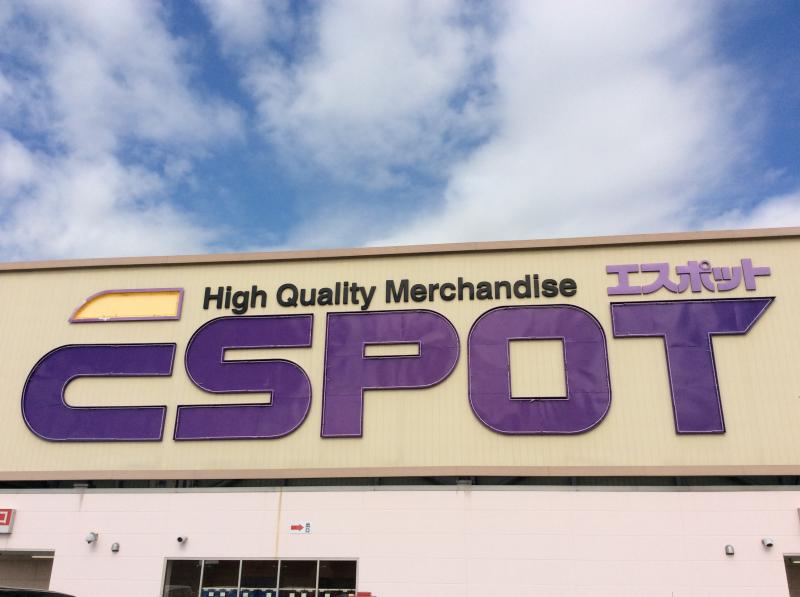 High Quality Merchandise
エスポット
ESPOT